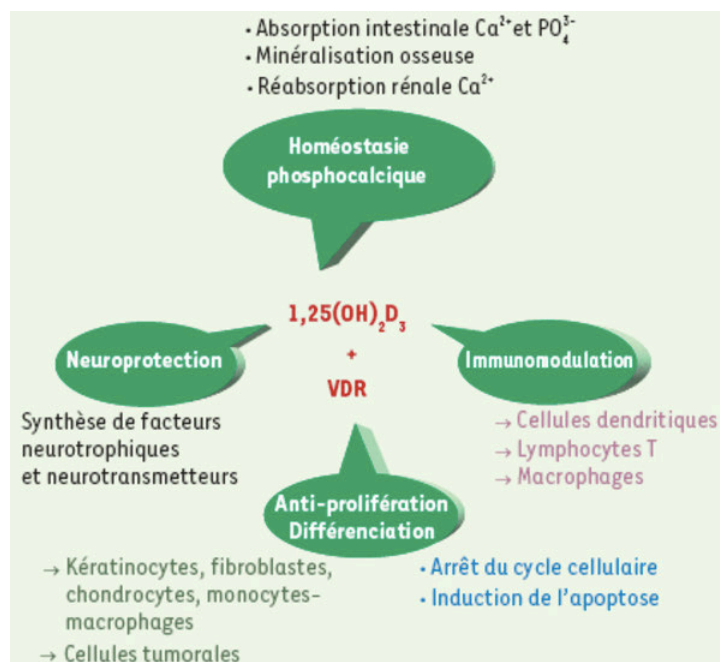 • Absorption intestinale Ca²⁺ et PO₄³⁻
• Minéralisation osseuse
• Réabsorption rénale Ca²⁺
Homéostasie
phosphocalcique
1,25(OH)₂D₃
+
VDR
Neuroprotection
Synthèse de facteurs
neurotrophiques
et neurotransmetteurs
Immunomodulation
→ Cellules dendritiques
→ Lymphocytes T
→ Macrophages
Anti-prolifération
Différenciation
→ Kératinocytes, fibroblastes,
chondrocytes, monocytes-
macrophages
→ Cellules tumorales
• Arrêt du cycle cellulaire
• Induction de l'apoptose